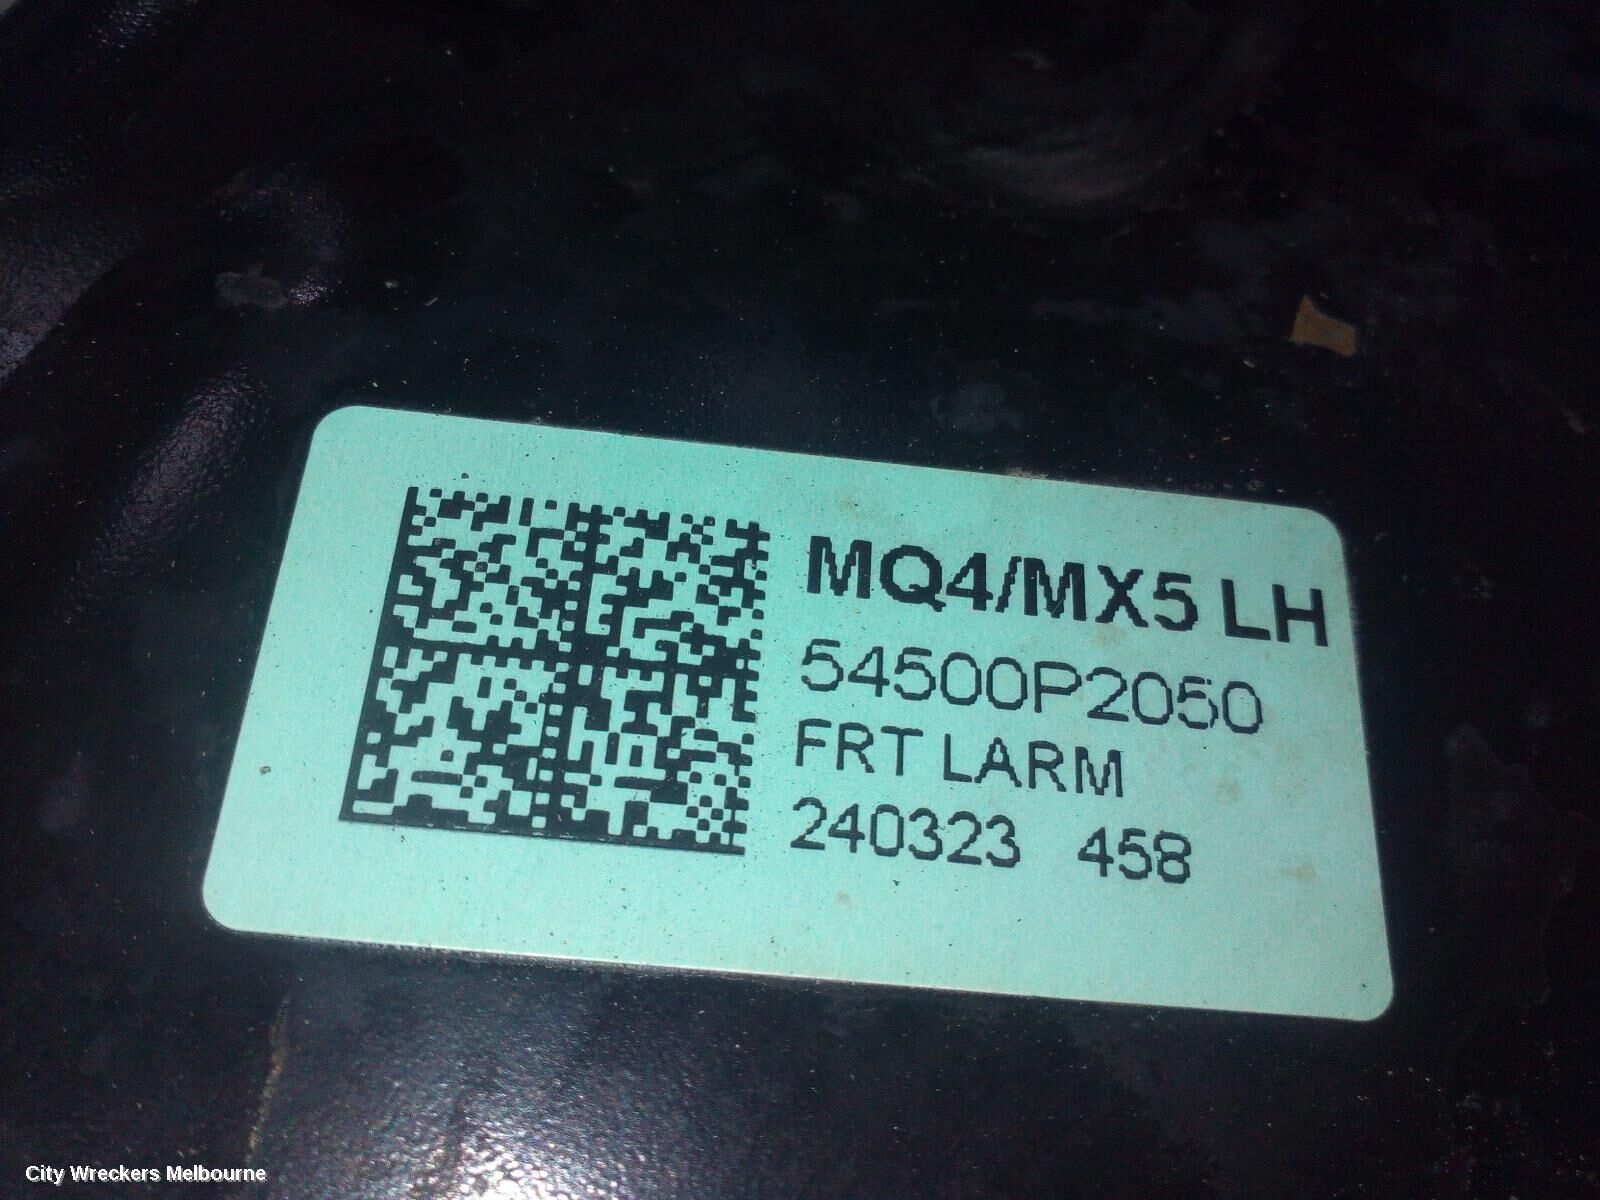 MQ4/MX5 LH
54500P2050
FRT LARM
240323 458
City Wreckers Melbourne